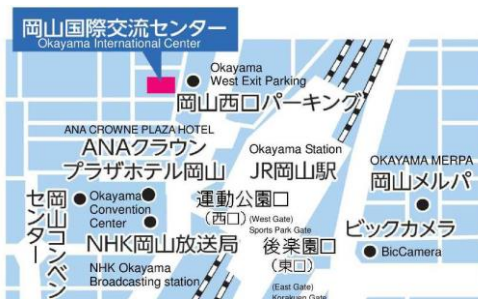 岡山国際交流センター
Okayama International Center
Okayama
West Exit Parking
岡山西口パーキング
ANA CROWNE PLAZA HOTEL
ANAクラウン
プラザホテル岡山
Okayama Station
JR岡山駅
OKAYAMA MERPA
岡山メルパ
岡山コンベン
センター
Okayama
Convention
Center
運動公園口
(西口)
(West Gate)
Sports Park Gate
ビックカメラ
BicCamera
NHK岡山放送局
NHK Okayama
Broadcasting station
後楽園口
(東口)
(East Gate)
Korakuen Gate